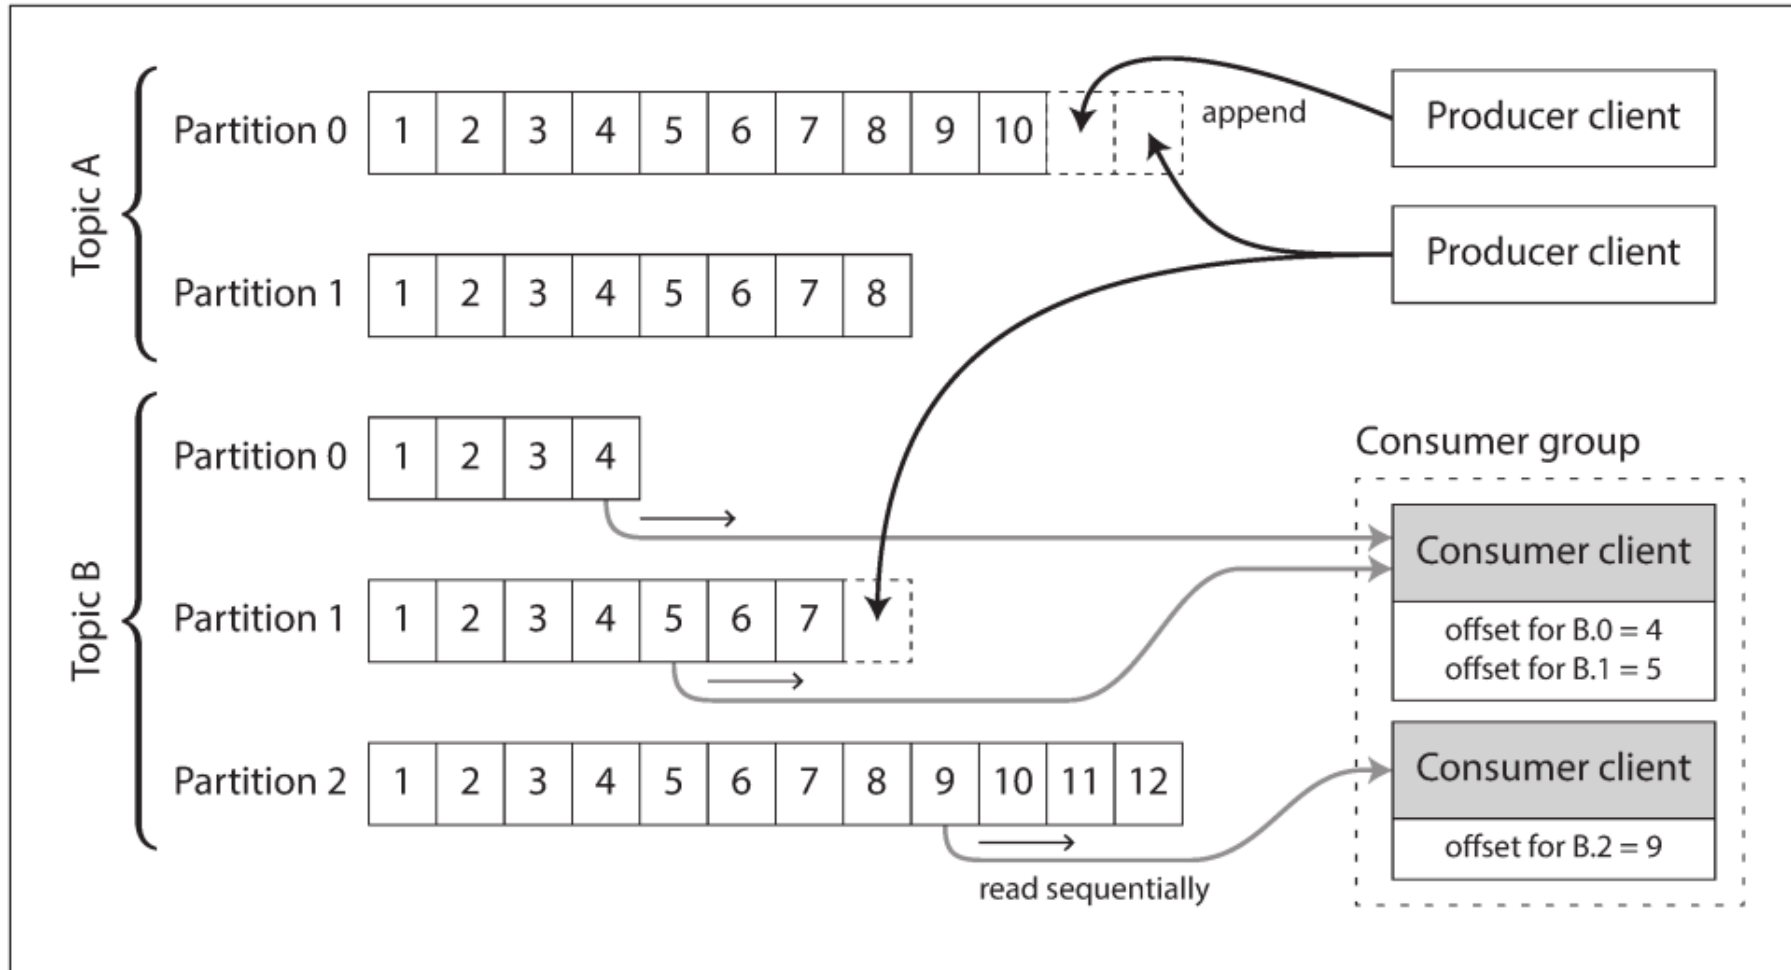 Topic A
Partition 0
1 2 3 4 5 6 7 8 9 10
append
Producer client
Producer client
Partition 1
1 2 3 4 5 6 7 8
Topic B
Partition 0
1 2 3 4
Partition 1
1 2 3 4 5 6 7
Partition 2
1 2 3 4 5 6 7 8 9 10 11 12
read sequentially
Consumer group
Consumer client
offset for B.0 = 4
offset for B.1 = 5
Consumer client
offset for B.2 = 9